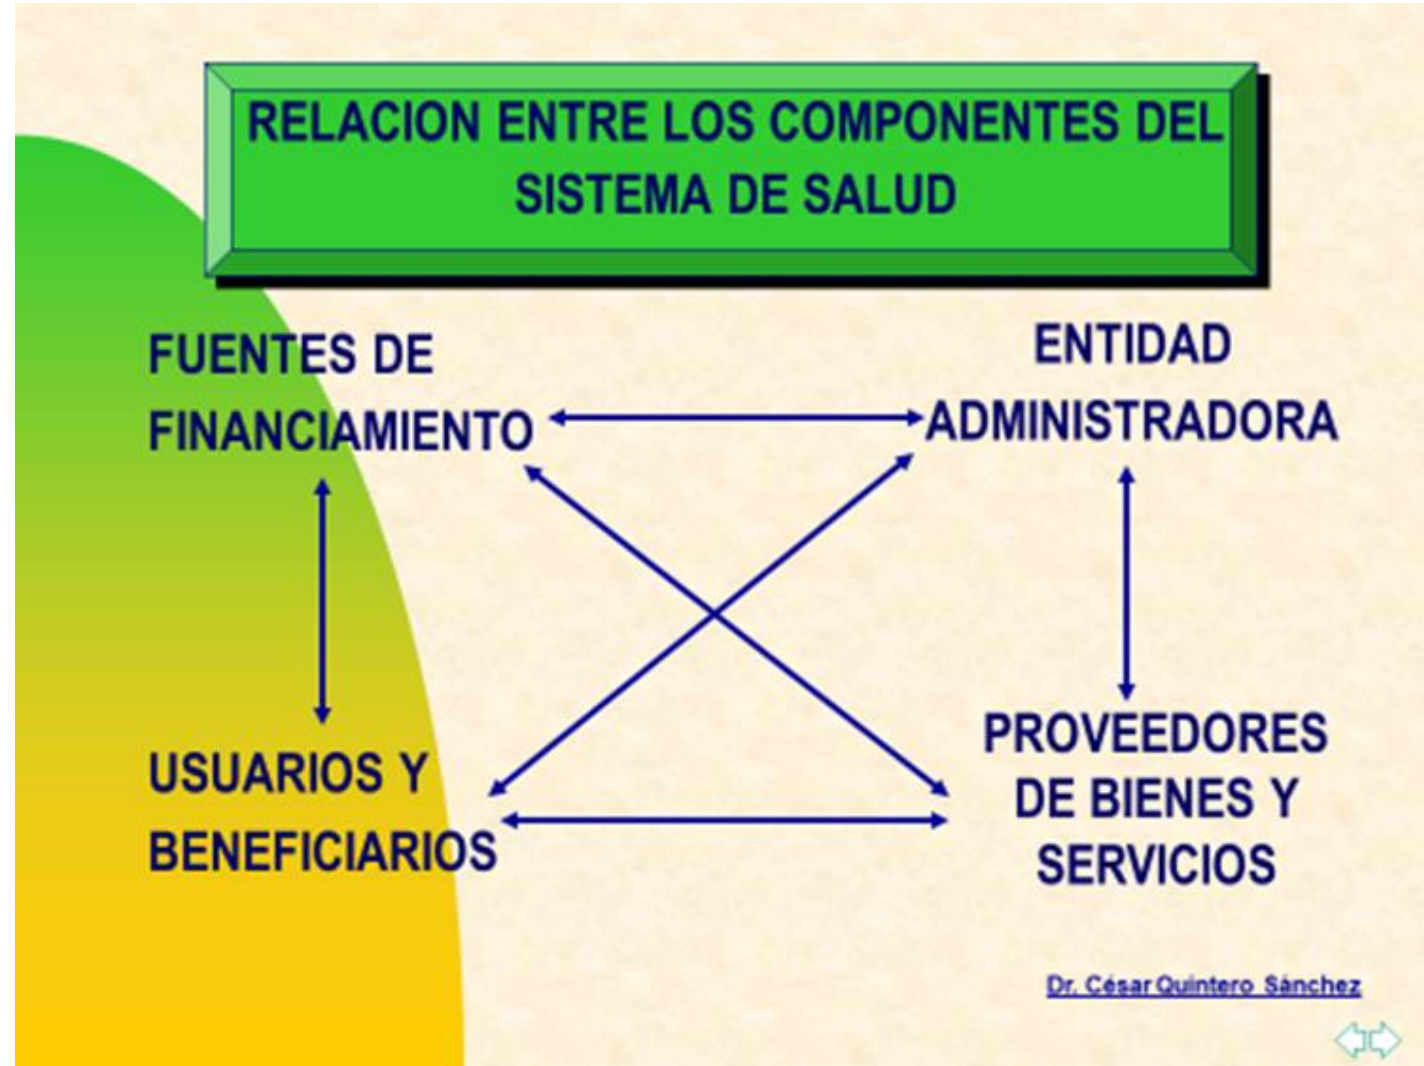 RELACION ENTRE LOS COMPONENTES DEL
SISTEMA DE SALUD
FUENTES DE
FINANCIAMIENTO
ENTIDAD
ADMINISTRADORA
USUARIOS Y
BENEFICIARIOS
PROVEEDORES
DE BIENES Y
SERVICIOS
Dr. César Quintero Sánchez